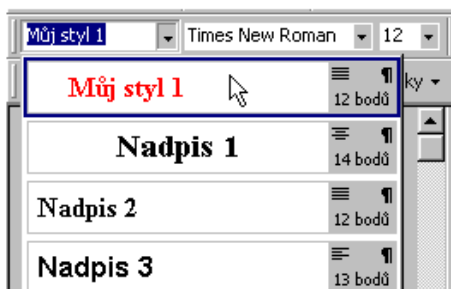 Můj styl 1 Times New Roman 12
Můj styl 1 12 bodů
ky
Nadpis 1 14 bodů
Nadpis 2 12 bodů
Nadpis 3 13 bodů